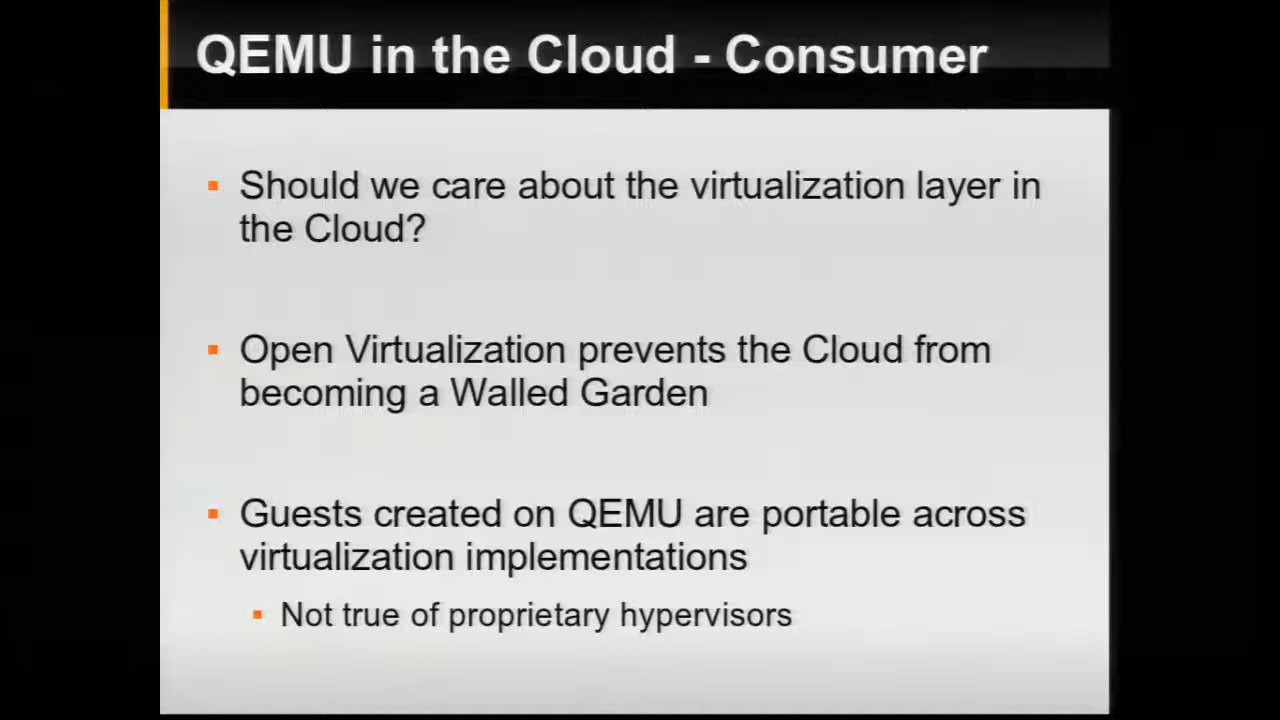 QEMU in the Cloud - Consumer
Should we care about the virtualization layer in
the Cloud?
Open Virtualization prevents the Cloud from
becoming a Walled Garden
Guests created on QEMU are portable across
virtualization implementations
Not true of proprietary hypervisors